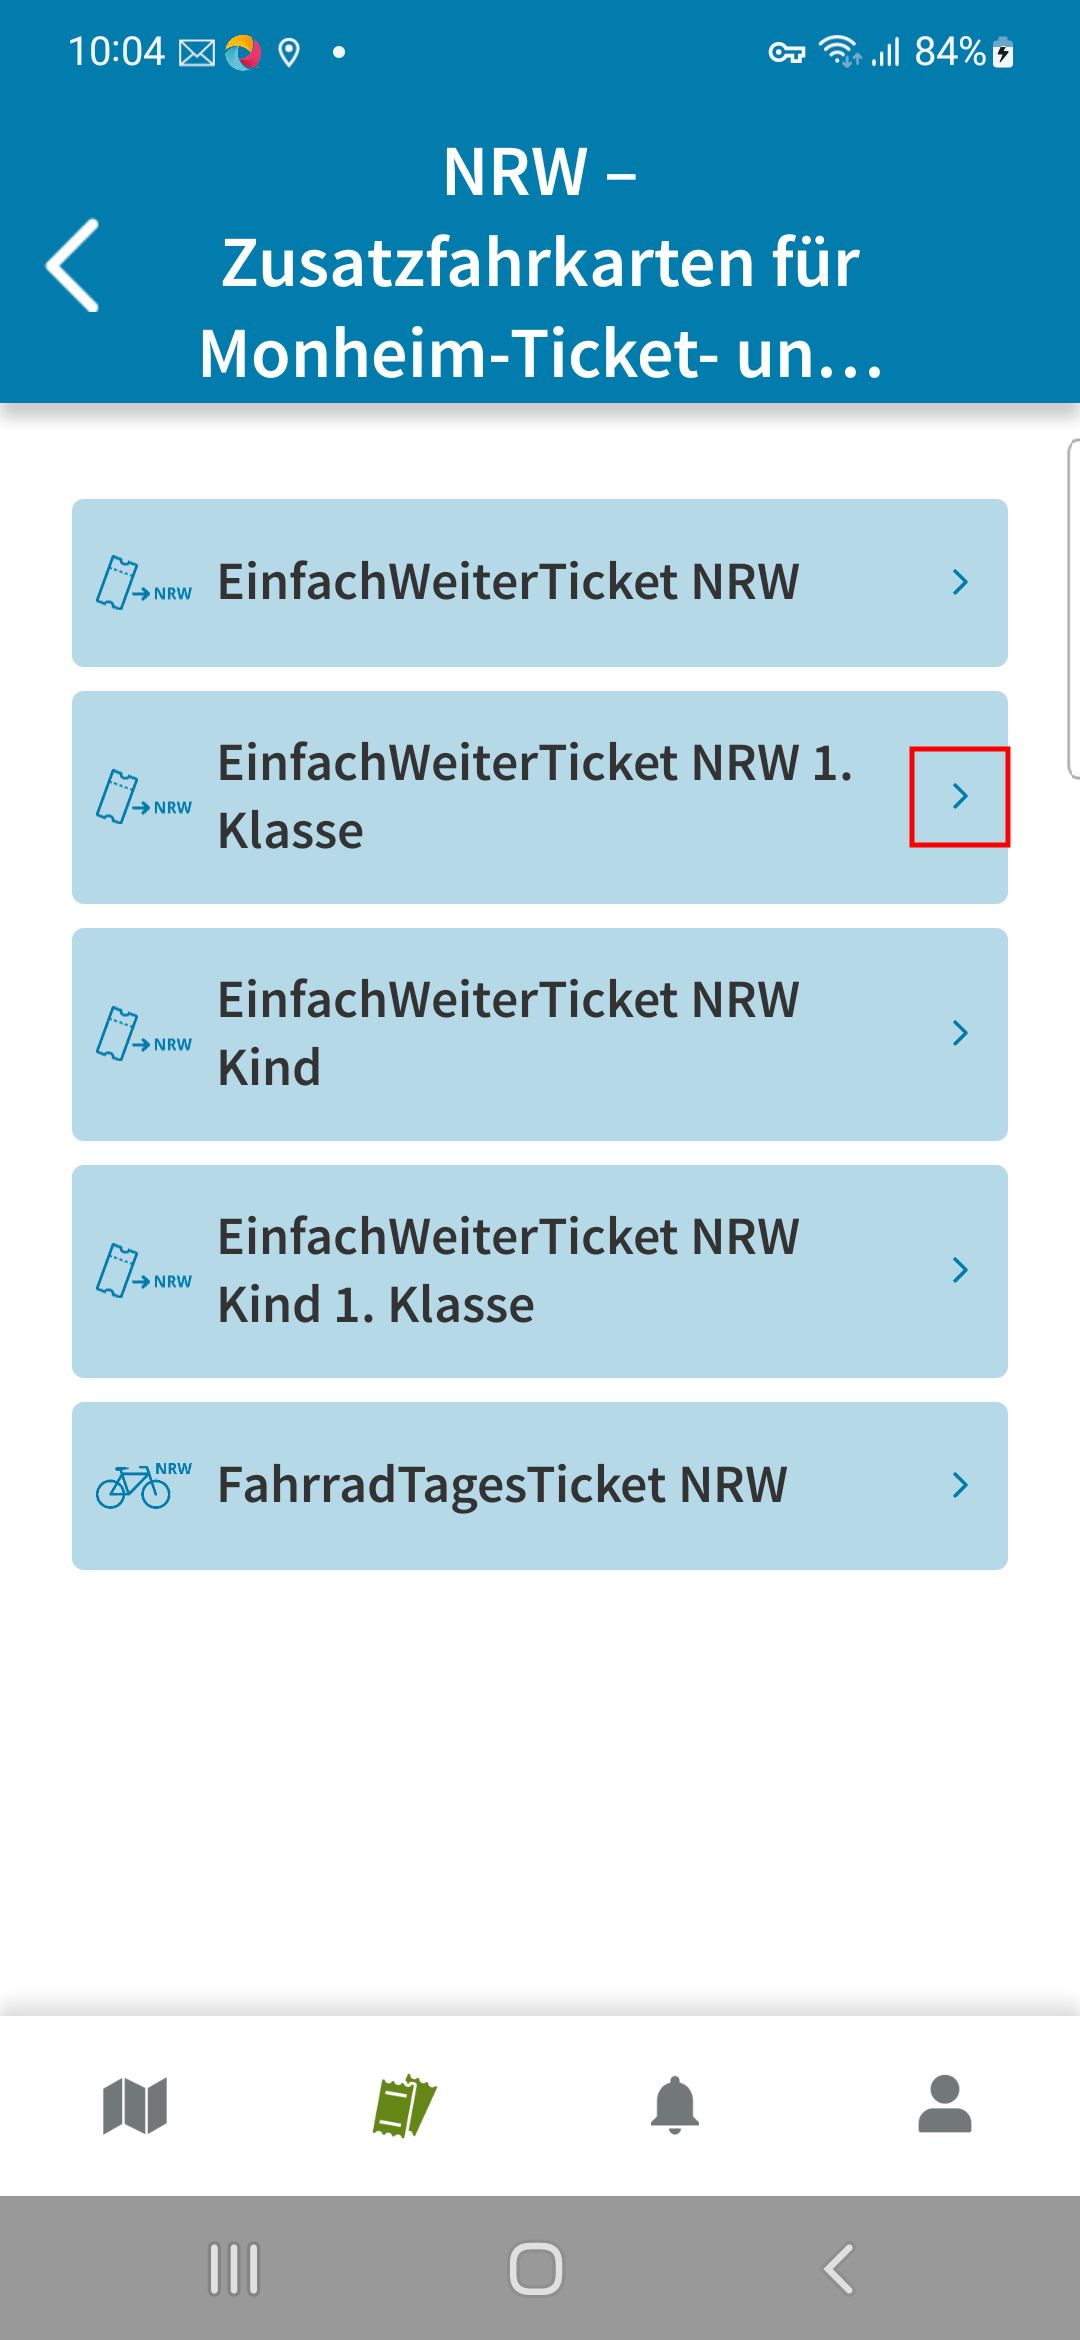 10:04
84%
NRW –
Zusatzfahrkarten für
Monheim-Ticket- un...
NRW
EinfachWeiterTicket NRW
NRW
EinfachWeiterTicket NRW 1.
Klasse
NRW
EinfachWeiterTicket NRW
Kind
NRW
EinfachWeiterTicket NRW
Kind 1. Klasse
NRW
FahrradTagesTicket NRW